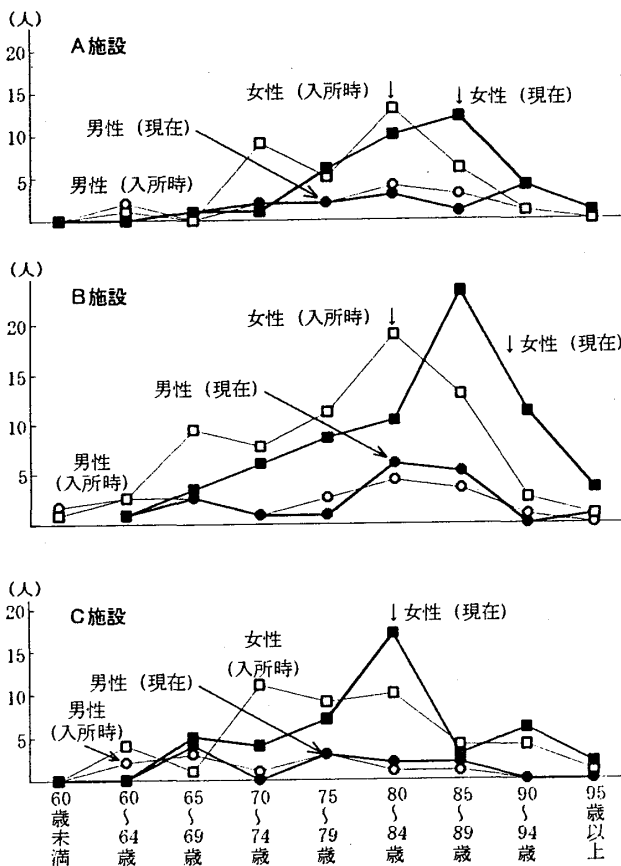 (人)
A施設
20
15
10
5
女性 (入所時)
女性 (現在)
男性 (現在)
男性 (入所時)
(人)
B施設
20
15
10
5
女性 (入所時)
女性 (現在)
男性 (現在)
男性
(入所時)
(人)
C施設
20
15
10
5
女性 (現在)
女性
(入所時)
男性 (現在)
男性
(入所時)
60歳未満
60〜64歳
65〜69歳
70〜74歳
75〜79歳
80〜84歳
85〜89歳
90〜94歳
95歳以上